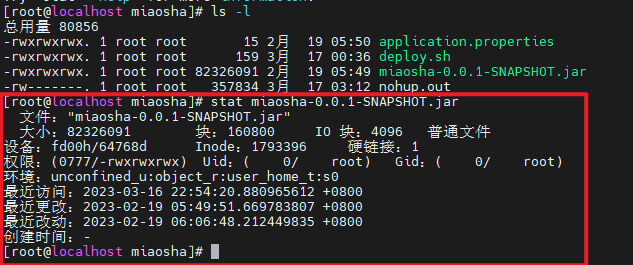 [root@localhost miaosha]# ls -l
总用量 80856
-rwxrwxrwx. 1 root root       15 2月  19 05:50 application.properties
-rwxrwxrwx. 1 root root      159 3月  17 00:36 deploy.sh
-rwxrwxrwx. 1 root root 82326091 2月  19 05:49 miaosha-0.0.1-SNAPSHOT.jar
-rw-------. 1 root root   357834 3月  17 03:12 nohup.out
[root@localhost miaosha]# stat miaosha-0.0.1-SNAPSHOT.jar
  文件："miaosha-0.0.1-SNAPSHOT.jar"
  大小：82326091        块：160800     IO 块：4096   普通文件
设备：fd00h/64768d      Inode：1793396     硬链接：1
权限：(0777/-rwxrwxrwx)  Uid：(    0/    root)   Gid：(    0/    root)
环境：unconfined_u:object_r:user_home_t:s0
最近访问：2023-03-16 22:54:20.880965612 +0800
最近更改：2023-02-19 05:49:51.669783807 +0800
最近改动：2023-02-19 06:06:48.212449835 +0800
创建时间：-
[root@localhost miaosha]#